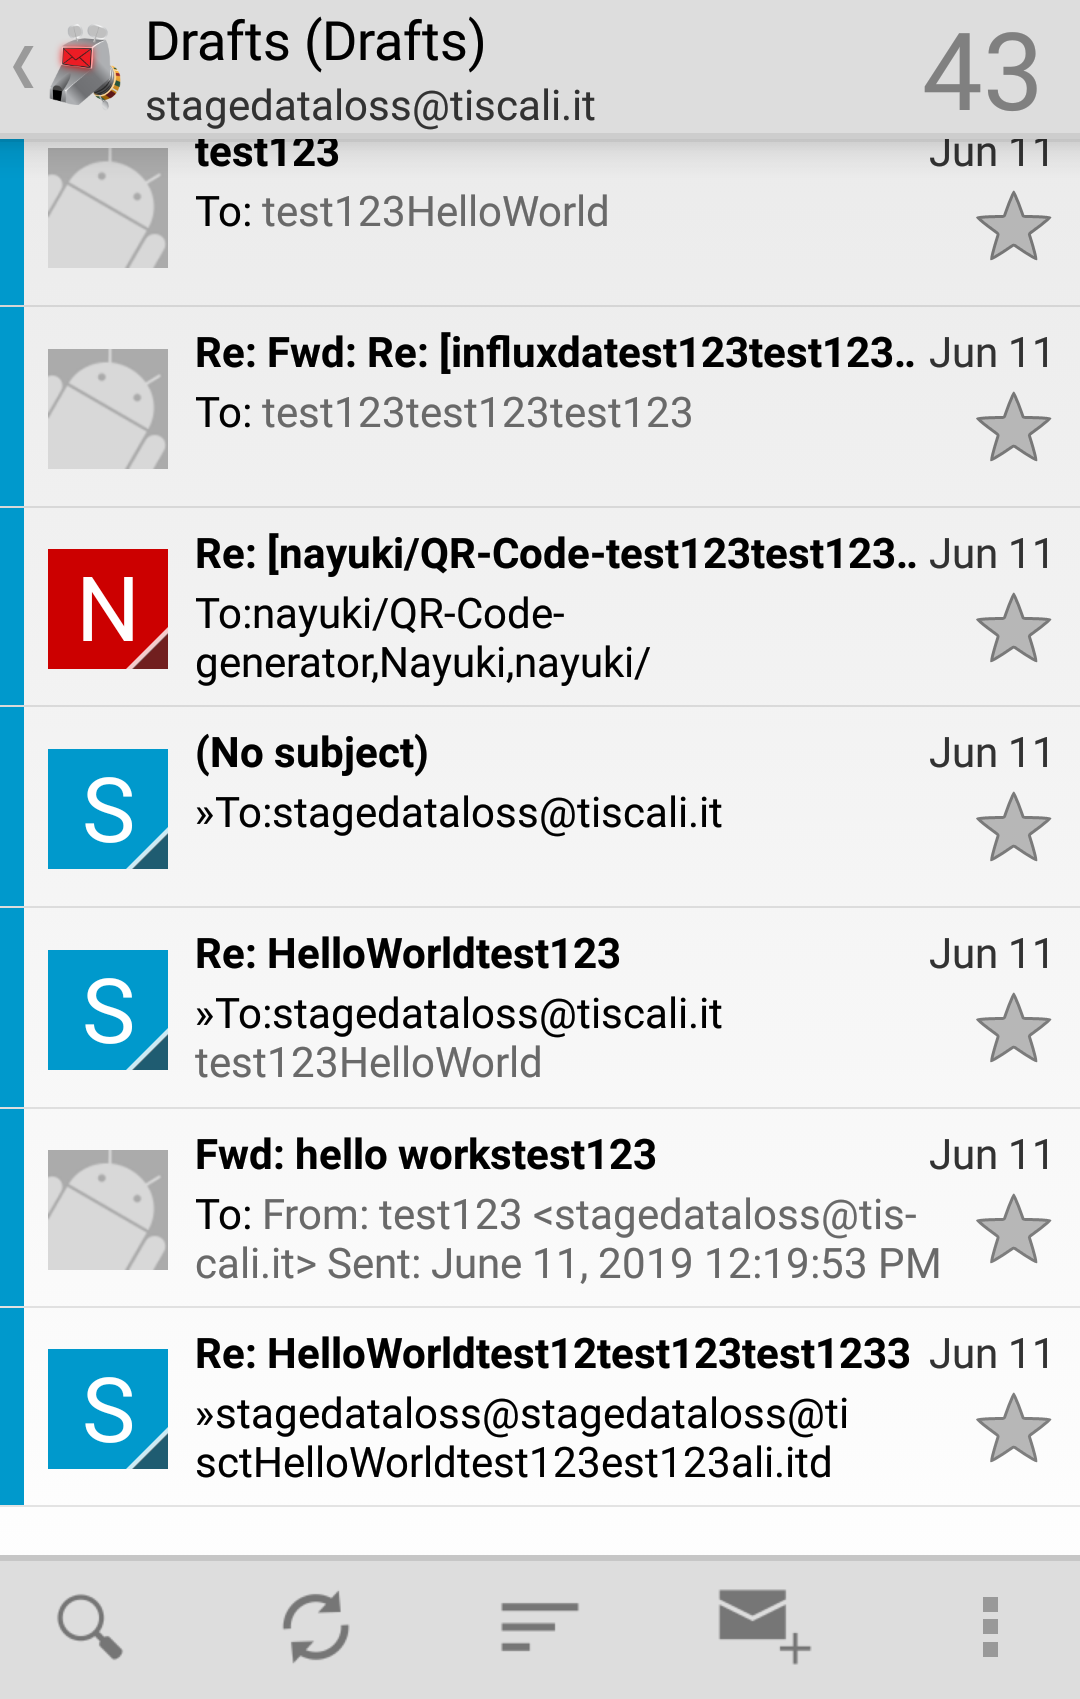 Drafts (Drafts)
43
stagedataloss@tiscali.it
test123
Jun 11
To: test123HelloWorld
Re: Fwd: Re: [influxdatest123test123..
Jun 11
To: test123test123test123
N
Re: [nayuki/QR-Code-test123test123..
Jun 11
To:nayuki/QR-Code-
generator,Nayuki,nayuki/
S
(No subject)
Jun 11
»To:stagedataloss@tiscali.it
S
Re: HelloWorldtest123
Jun 11
»To:stagedataloss@tiscali.it
test123HelloWorld
Fwd: hello workstest123
Jun 11
To: From: test123 <stagedataloss@tis-
cali.it> Sent: June 11, 2019 12:19:53 PM
S
Re: HelloWorldtest12test123test1233
Jun 11
»stagedataloss@stagedataloss@ti
sctHelloWorldtest123est123ali.itd